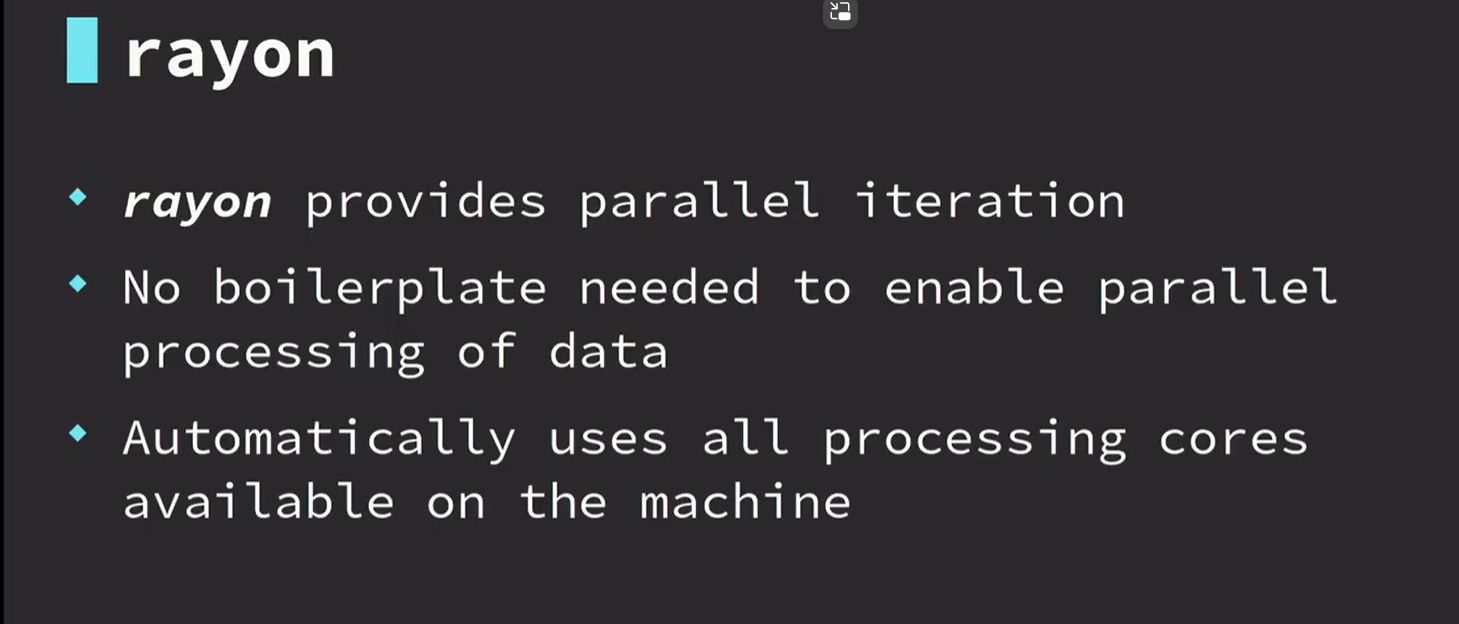 rayon
rayon provides parallel iteration
No boilerplate needed to enable parallel
processing of data
Automatically uses all processing cores
available on the machine